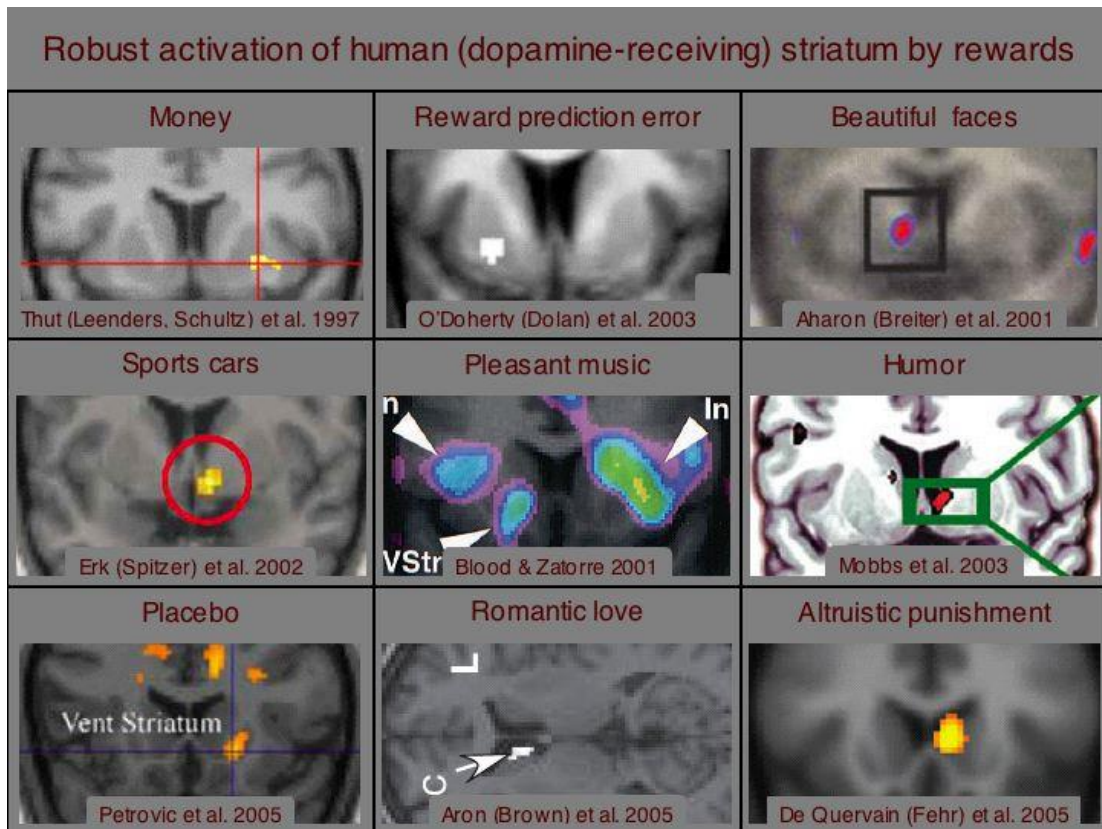 Robust activation of human (dopamine-receiving) striatum by rewards
Money
Reward prediction error
Beautiful faces
Thut (Leenders, Schultz) et al. 1997
O'Doherty (Dolan) et al. 2003
Aharon (Breiter) et al. 2001
Sports cars
Pleasant music
Humor
n
In
VStr
Erk (Spitzer) et al. 2002
Blood & Zatorre 2001
Mobbs et al. 2003
Placebo
Romantic love
Altruistic punishment
L
Vent Striatum
C
Petrovic et al. 2005
Aron (Brown) et al. 2005
De Quervain (Fehr) et al. 2005